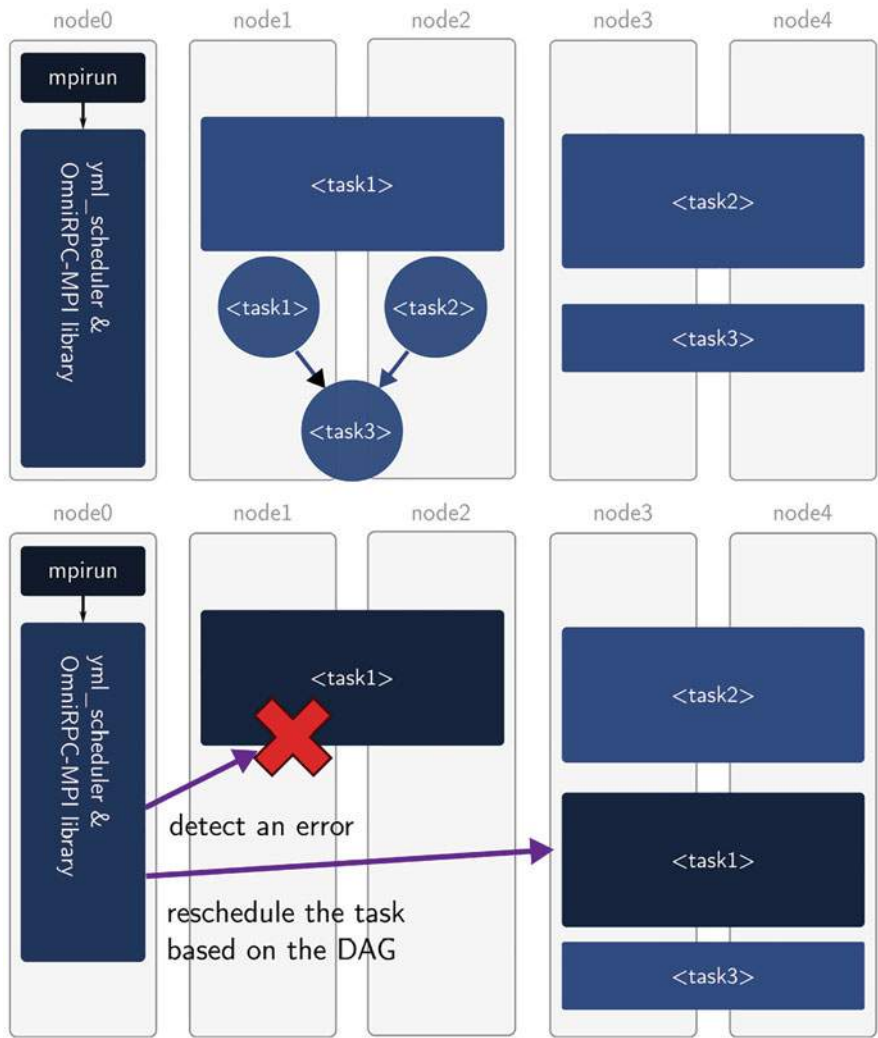 node0
node1
node2
node3
node4
mpirun
yml_scheduler &
OmniRPC-MPI library
<task1>
<task2>
<task1>
<task2>
<task3>
<task3>
node0
node1
node2
node3
node4
mpirun
yml_scheduler &
OmniRPC-MPI library
<task1>
<task2>
detect an error
<task1>
reschedule the task
based on the DAG
<task3>